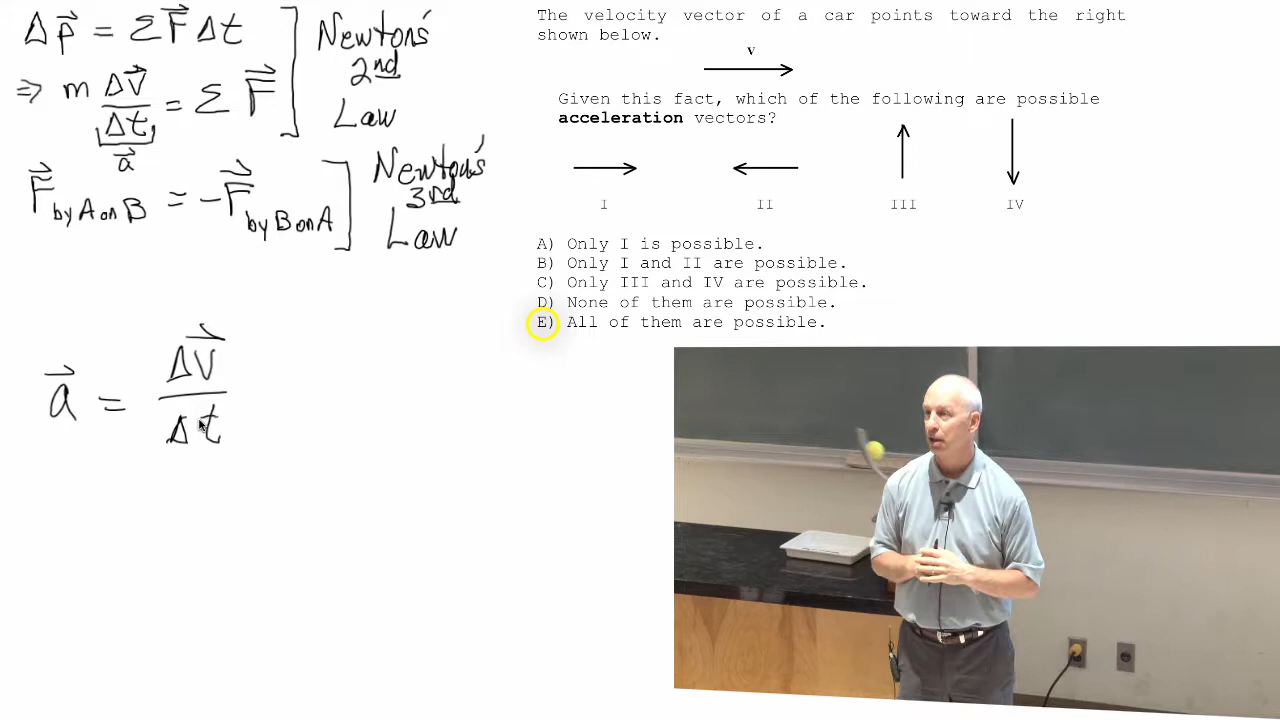 Δp⃗ = ΣF⃗ Δt
⇒ m Δv⃗/Δt = Σ F⃗
a⃗
Newton's
2nd
Law
F⃗ by A on B = -F⃗ by B on A
Newton's
3rd
Law
a⃗ = Δv⃗/Δt
The velocity vector of a car points toward the right
shown below.
v
Given this fact, which of the following are possible
acceleration vectors?
I II III IV
A) Only I is possible.
B) Only I and II are possible.
C) Only III and IV are possible.
D) None of them are possible.
E) All of them are possible.